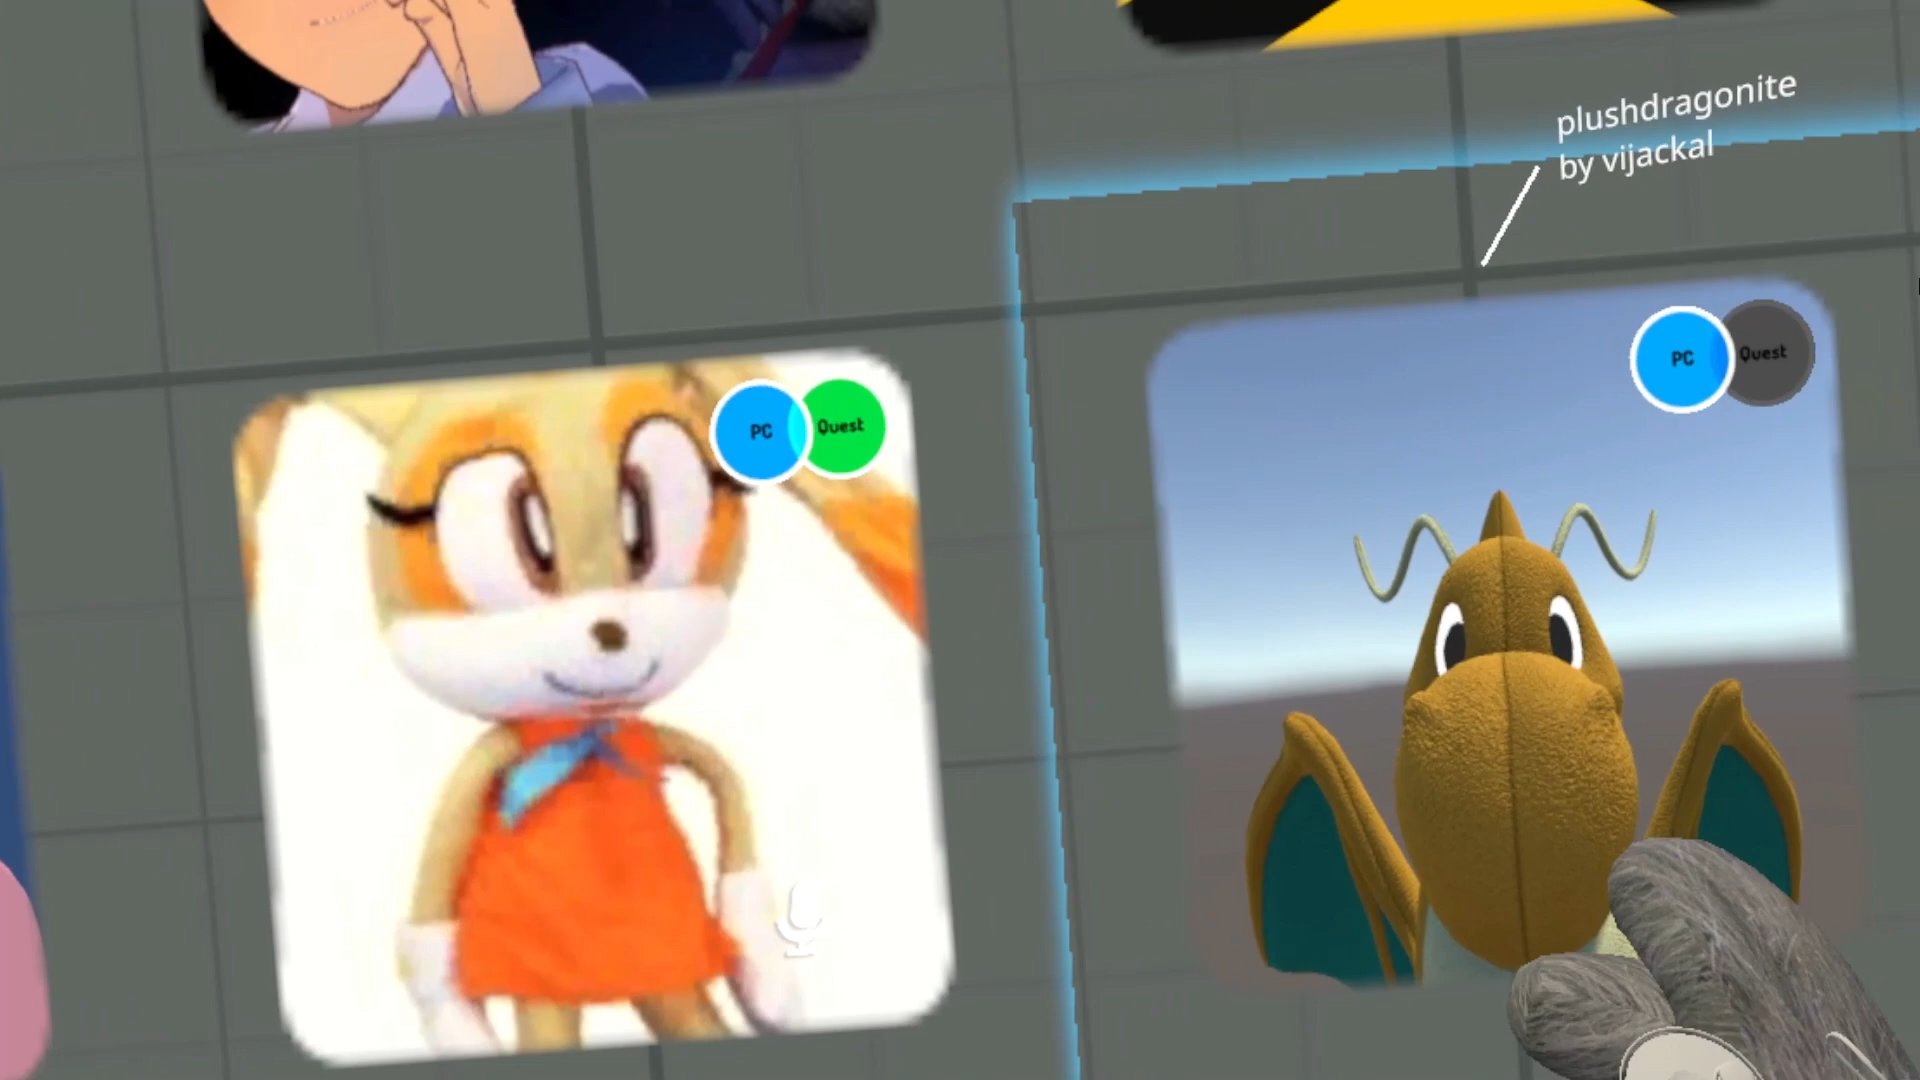 plushdragonite
by vijackal
PC
Quest
PC
Quest